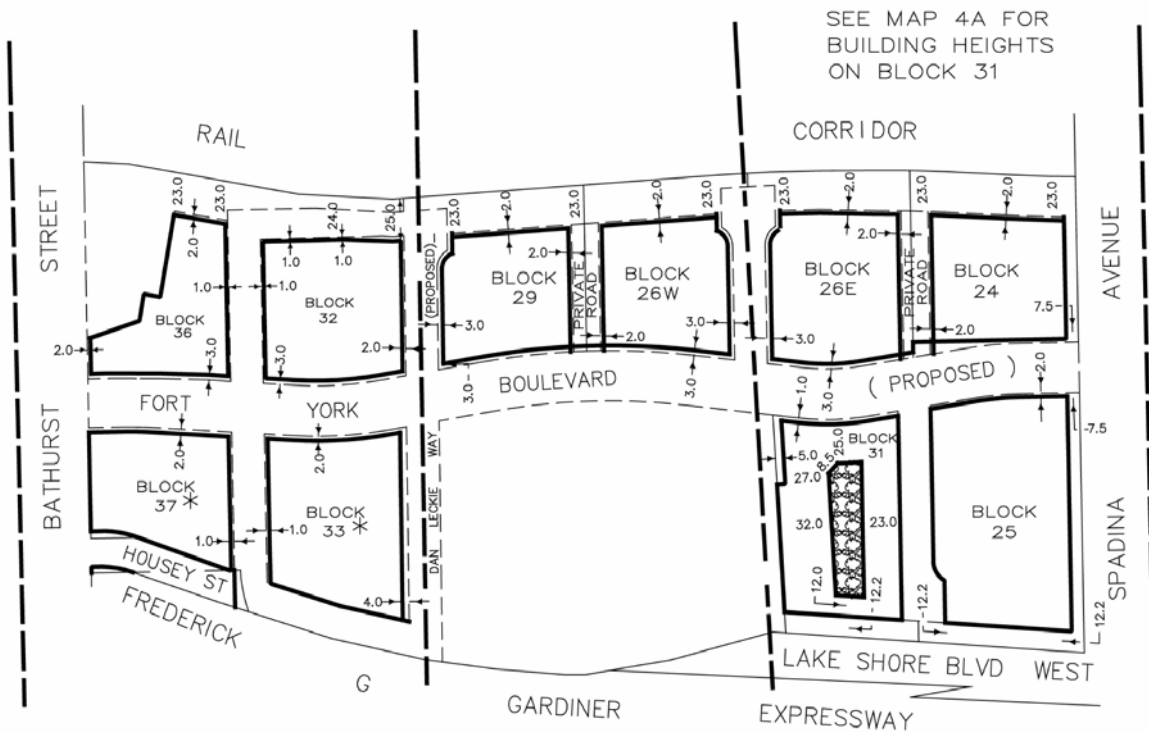 SEE MAP 4A FOR
BUILDING HEIGHTS
ON BLOCK 31
RAIL
CORRIDOR
BATHURST STREET
SPADINA AVENUE
23.0
23.0
24.0
25.0
23.0
2.0
23.0
2.0
23.0
23.0
2.0
23.0
2.0
23.0
2.0
1.0
1.0
2.0
2.0
1.0
1.0
BLOCK
36
BLOCK
32
(PROPOSED)
BLOCK
29
PRIVATE
ROAD
BLOCK
26W
BLOCK
26E
PRIVATE
ROAD
BLOCK
24
7.5
2.0
3.0
3.0
2.0
3.0
2.0
3.0
3.0
2.0
3.0
3.0
3.0
1.0
2.0
FORT
YORK
BOULEVARD
( PROPOSED )
2.0
2.0
7.5
BLOCK
37 *
BLOCK
33 *
DAN LECKIE WAY
5.0
27.0
8.5
25.0
BLOCK
31
32.0
23.0
BLOCK
25
1.0
1.0
4.0
12.0
12.2
12.2
12.2
HOUSEY ST
FREDERICK
G
GARDINER
EXPRESSWAY
LAKE SHORE BLVD WEST